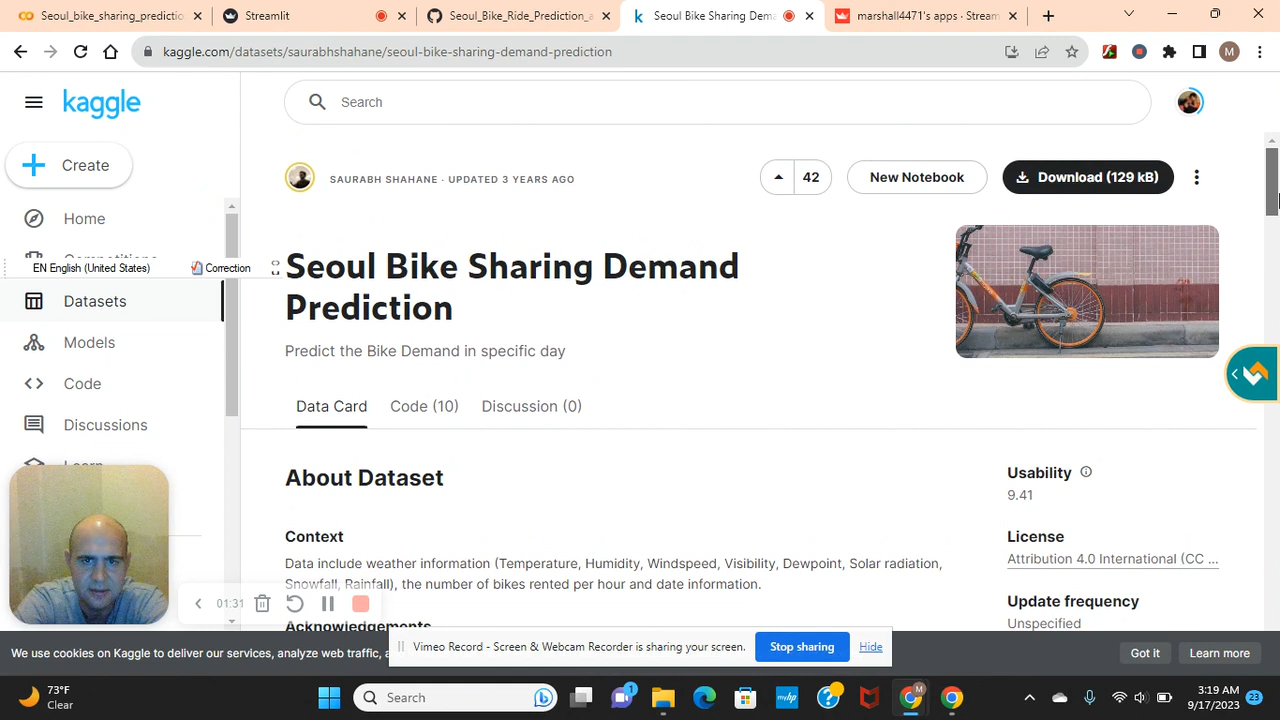 Seoul_bike_sharing_predictio
Streamlit
Seoul_Bike_Ride_Prediction_a
Seoul Bike Sharing Dema
marshall4471's apps · Stream
kaggle.com/datasets/saurabhshahane/seoul-bike-sharing-demand-prediction
M
kaggle
Search
Create
SAURABH SHAHANE · UPDATED 3 YEARS AGO
42
New Notebook
Download (129 kB)
Home
Competitions
EN English (United States)
Correction
Datasets
Models
Code
Discussions
Learn
Seoul Bike Sharing Demand
Prediction
Predict the Bike Demand in specific day
Data Card
Code (10)
Discussion (0)
About Dataset
Usability
9.41
Context
License
Data include weather information (Temperature, Humidity, Windspeed, Visibility, Dewpoint, Solar radiation,
Attribution 4.0 International (CC ...
Snowfall, Rainfall), the number of bikes rented per hour and date information.
Update frequency
01:31
Acknowledgements
Unspecified
We use cookies on Kaggle to deliver our services, analyze web traffic, a
Vimeo Record - Screen & Webcam Recorder is sharing your screen.
Stop sharing
Hide
Got it
Learn more
73°F
Clear
Search
1
hp
M
3:19 AM
9/17/2023
23